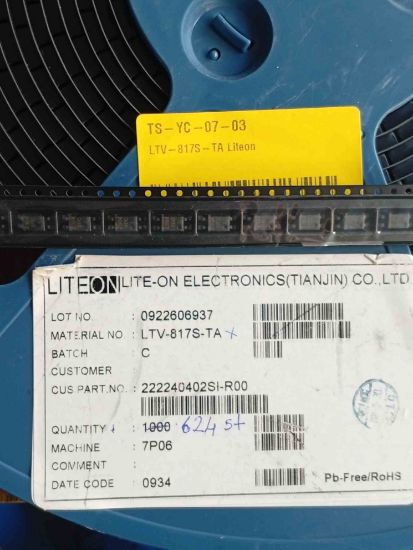 TS-YC-07-03
LTV-817S-TA Liteon
LITEON LITE-ON ELECTRONICS(TIANJIN) CO.,LTD
LOT NO. : 0922606937
MATERIAL NO. : LTV-817S-TA x
BATCH : C
CUSTOMER
CUS PART.NO. : 222240402SI-R00
QUANTITY : 1000 624 st
MACHINE : 7P06
COMMENT :
DATE CODE : 0934
Pb-Free/RoHS